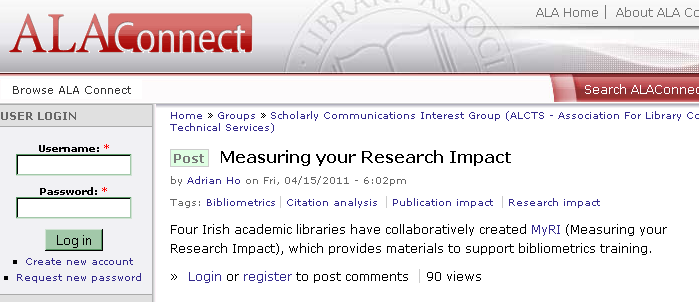 ALA Home | About ALA Co
ALAConnect
LIBRARY ASSOCI
Browse ALA Connect
Search ALAConnec
USER LOGIN
Username: *
Password: *
Log in
Create new account
Request new password
Home » Groups » Scholarly Communications Interest Group (ALCTS - Association For Library Co
Technical Services)
Post Measuring your Research Impact
by Adrian Ho on Fri, 04/15/2011 - 6:02pm
Tags: Bibliometrics | Citation analysis | Publication impact | Research impact
Four Irish academic libraries have collaboratively created MyRI (Measuring your
Research Impact), which provides materials to support bibliometrics training.
» Login or register to post comments | 90 views